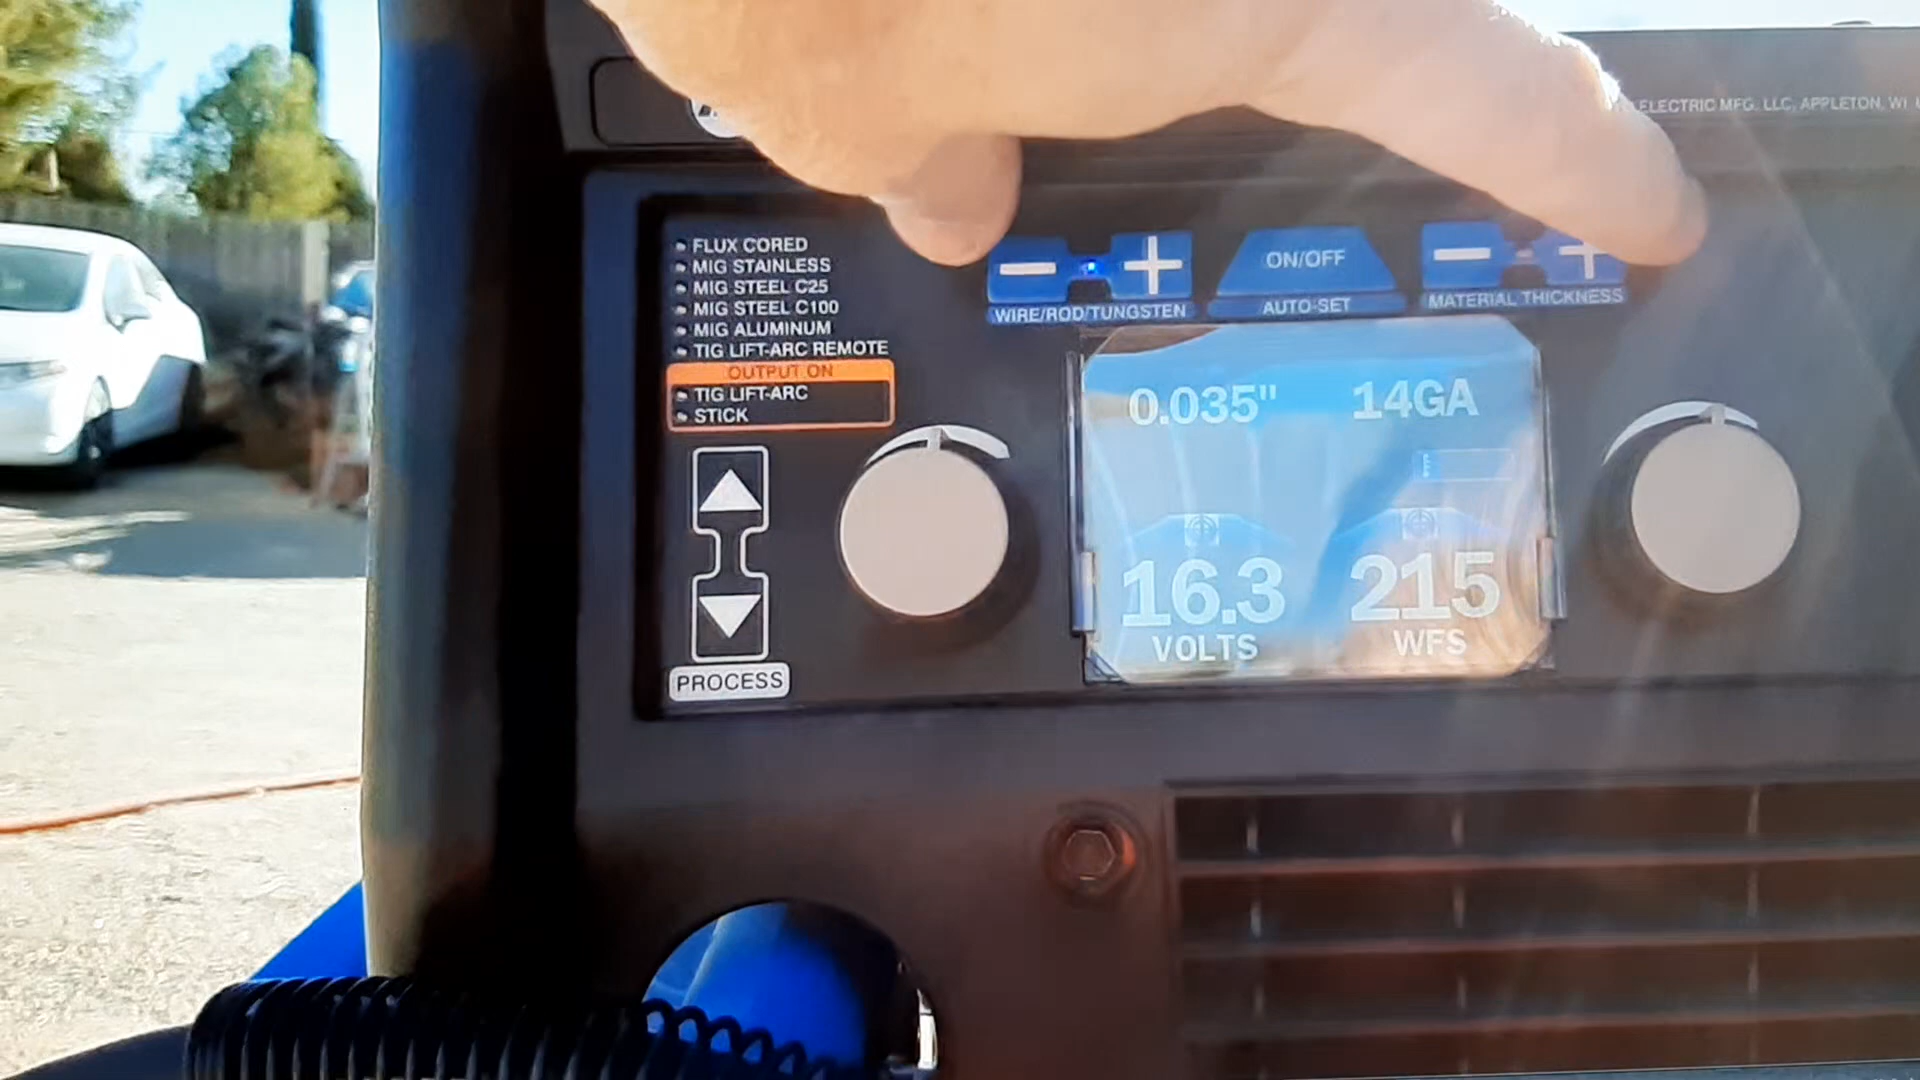 ELECTRIC MFG. LLC, APPLETON, WI
FLUX CORED
MIG STAINLESS
MIG STEEL C25
MIG STEEL C100
MIG ALUMINUM
TIG LIFT-ARC REMOTE
OUTPUT ON
TIG LIFT-ARC
STICK
PROCESS
− +
WIRE/ROD/TUNGSTEN
ON/OFF
AUTO-SET
− +
MATERIAL THICKNESS
0.035" 14GA
16.3 215
VOLTS WFS